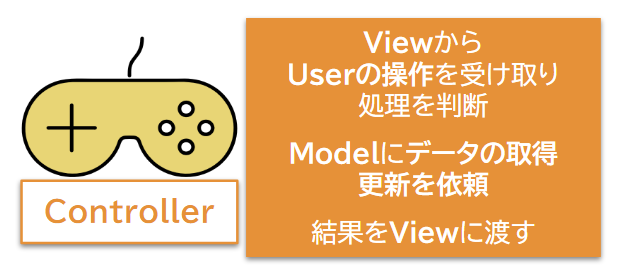 Controller
Viewから
Userの操作を受け取り
処理を判断
Modelにデータの取得
更新を依頼
結果をViewに渡す